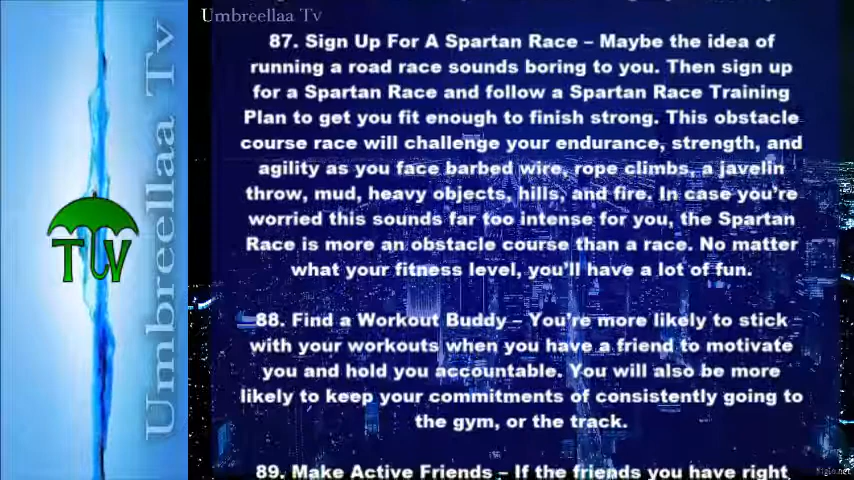 Umbreellaa Tv
87. Sign Up For A Spartan Race – Maybe the idea of
running a road race sounds boring to you. Then sign up
for a Spartan Race and follow a Spartan Race Training
Plan to get you fit enough to finish strong. This obstacle
course race will challenge your endurance, strength, and
agility as you face barbed wire, rope climbs, a javelin
throw, mud, heavy objects, hills, and fire. In case you're
worried this sounds far too intense for you, the Spartan
Race is more an obstacle course than a race. No matter
what your fitness level, you'll have a lot of fun.
88. Find a Workout Buddy – You're more likely to stick
with your workouts when you have a friend to motivate
you and hold you accountable. You will also be more
likely to keep your commitments of consistently going to
the gym, or the track.
89. Make Active Friends – If the friends you have right
Umbreellaa Tv
TUV